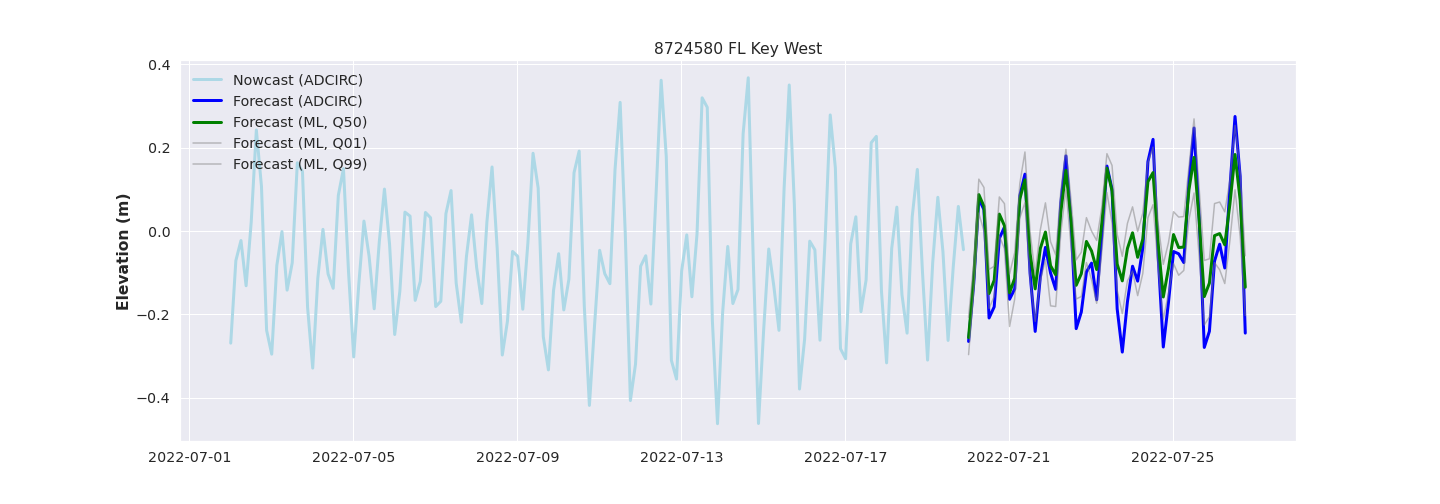 8724580 FL Key West
Nowcast (ADCIRC)
Forecast (ADCIRC)
Forecast (ML, Q50)
Forecast (ML, Q01)
Forecast (ML, Q99)
Elevation (m)
0.4
0.2
0.0
−0.2
−0.4
2022-07-01 2022-07-05 2022-07-09 2022-07-13 2022-07-17 2022-07-21 2022-07-25